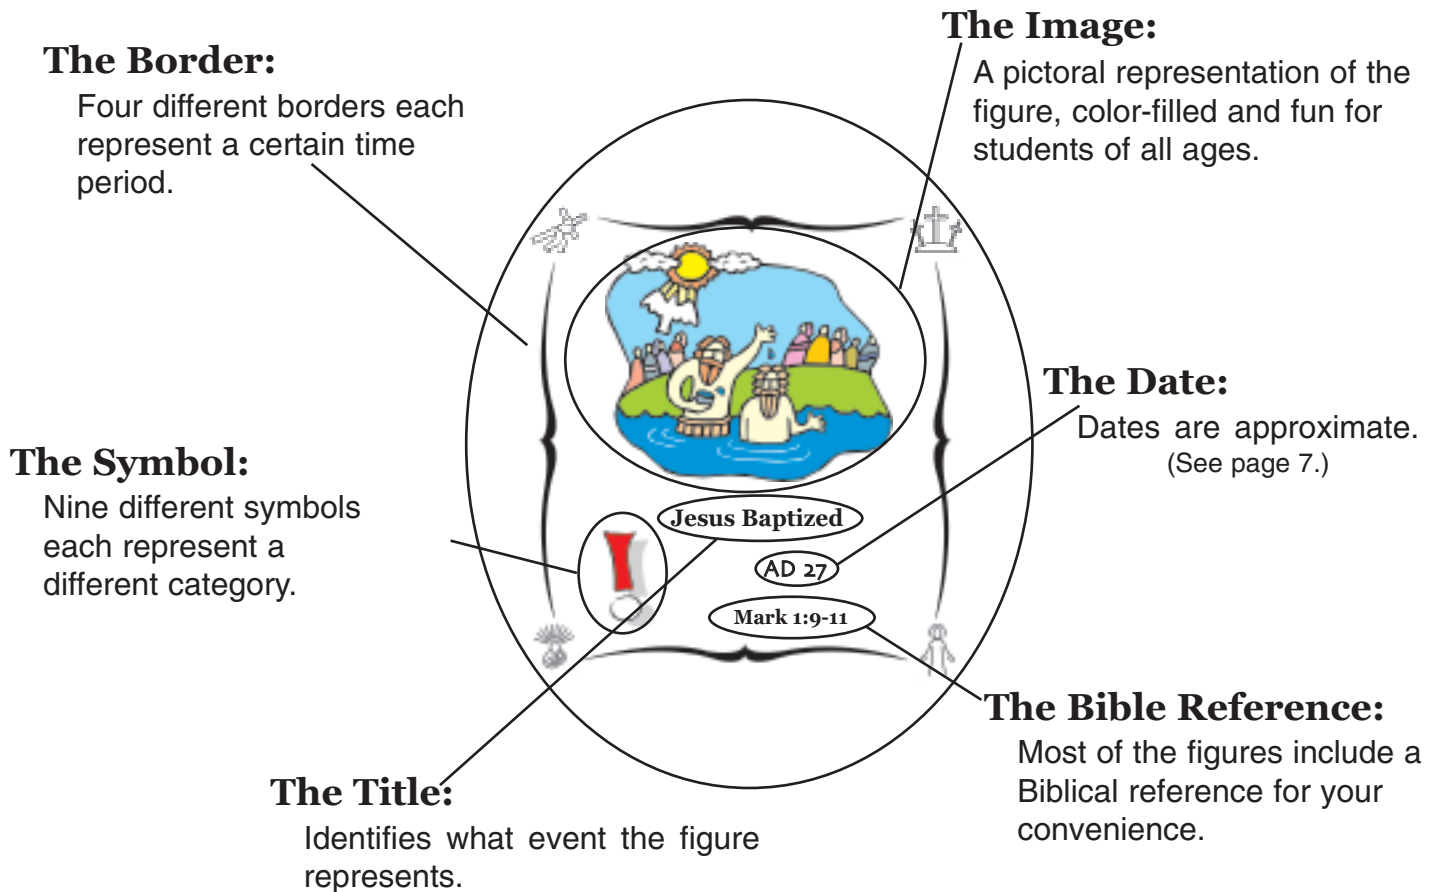 The Image:
A pictoral representation of the
figure, color-filled and fun for
students of all ages.
The Border:
Four different borders each
represent a certain time
period.
The Date:
Dates are approximate.
(See page 7.)
The Symbol:
Nine different symbols
each represent a
different category.
Jesus Baptized
AD 27
Mark 1:9-11
The Bible Reference:
Most of the figures include a
Biblical reference for your
convenience.
The Title:
Identifies what event the figure
represents.